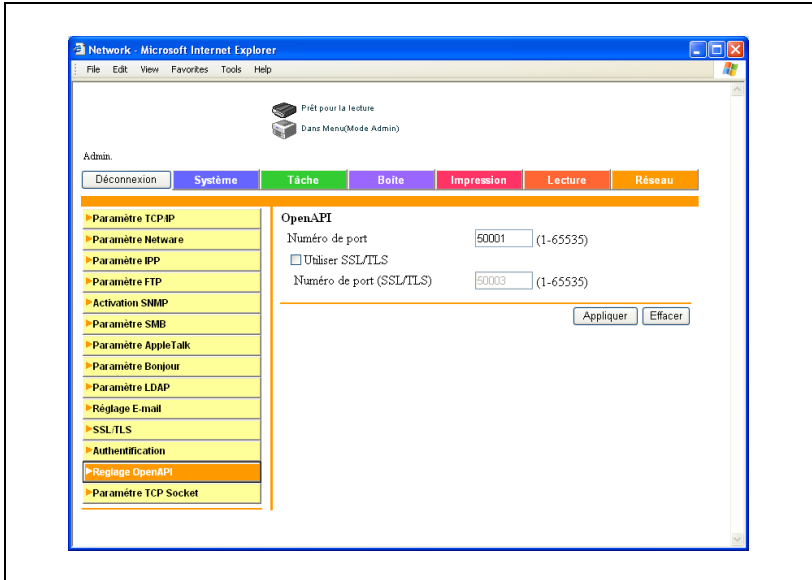 Network - Microsoft Internet Explorer
File Edit View Favorites Tools Help
Prêt pour la lecture
Dans Menu(Mode Admin)
Admin.
Déconnexion Système Tâche Boîte Impression Lecture Réseau
Paramètre TCP/IP
Paramètre Netware
Paramètre IPP
Paramètre FTP
Activation SNMP
Paramètre SMB
Paramètre AppleTalk
Paramètre Bonjour
Paramètre LDAP
Réglage E-mail
SSL/TLS
Authentification
Reglage OpenAPI
Paramétre TCP Socket
OpenAPI
Numéro de port 50001 (1-65535)
Utiliser SSL/TLS
Numéro de port (SSL/TLS) 50003 (1-65535)
Appliquer Effacer